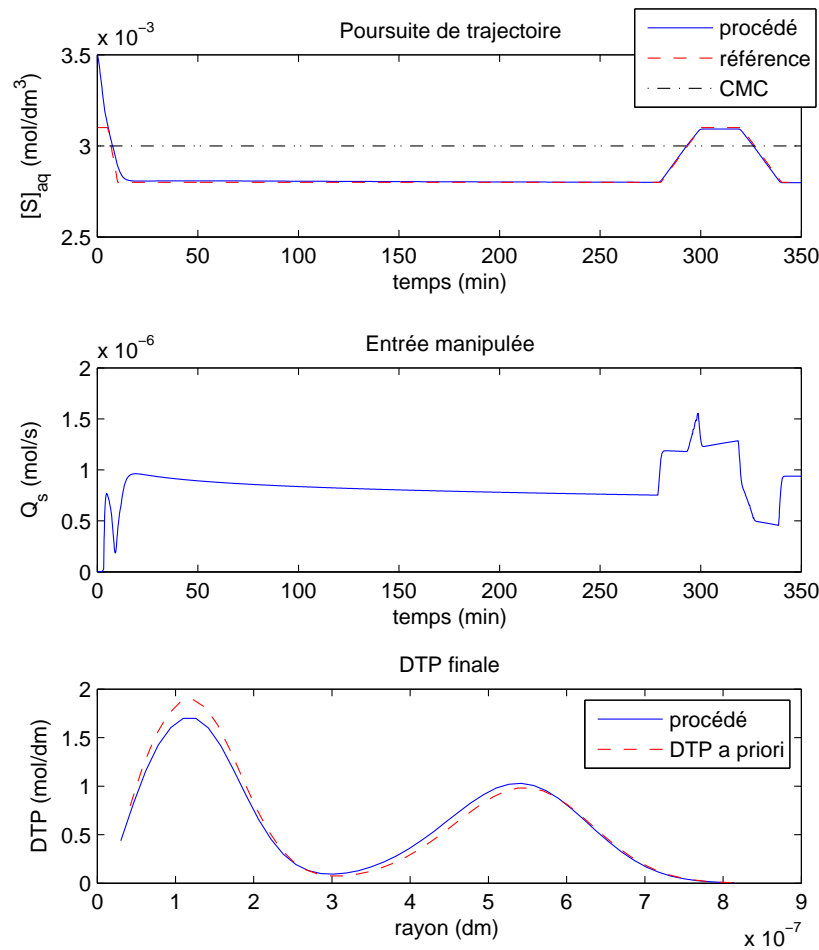 Poursuite de trajectoire
x 10−3
procédé
référence
CMC
3.5
3
2.5
[S]aq (mol/dm3)
0 50 100 150 200 250 300 350
temps (min)
Entrée manipulée
x 10−6
2
1.5
1
0.5
0
Qs (mol/s)
0 50 100 150 200 250 300 350
temps (min)
DTP finale
procédé
DTP a priori
2
1.5
1
0.5
0
DTP (mol/dm)
0 1 2 3 4 5 6 7 8 9
rayon (dm)
x 10−7